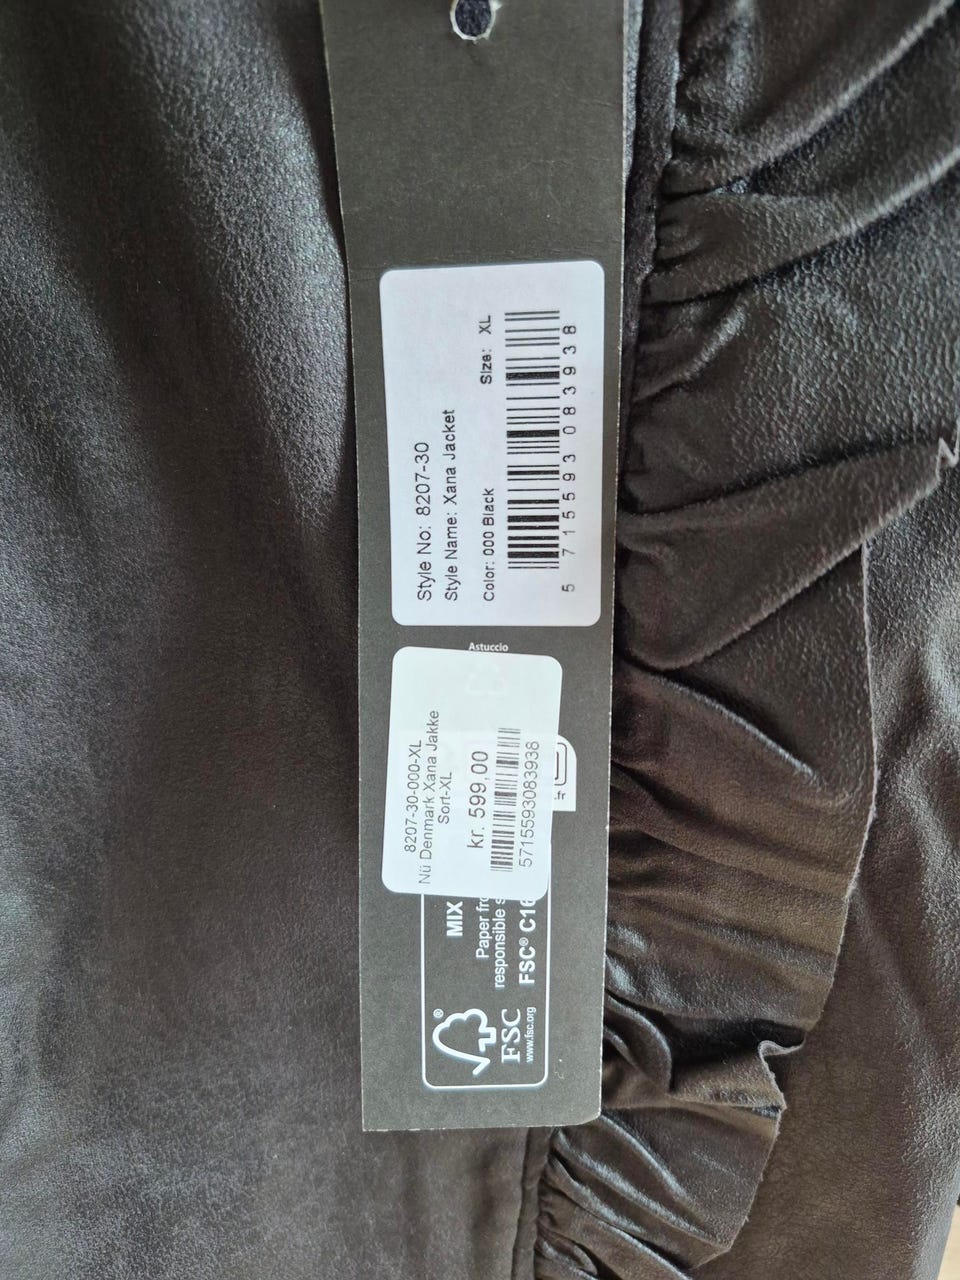 Style No: 8207-30
Style Name: Xana Jacket
Color: 000 Black Size: XL
5 715593 083938
Astuccio
8207-30-000-XL
Nü Denmark Xana Jakke
Sort-XL
kr. 599,00
5715593083938
.fr
MIX
Paper
responsible
FSC®
®
FSC
www.fsc.org